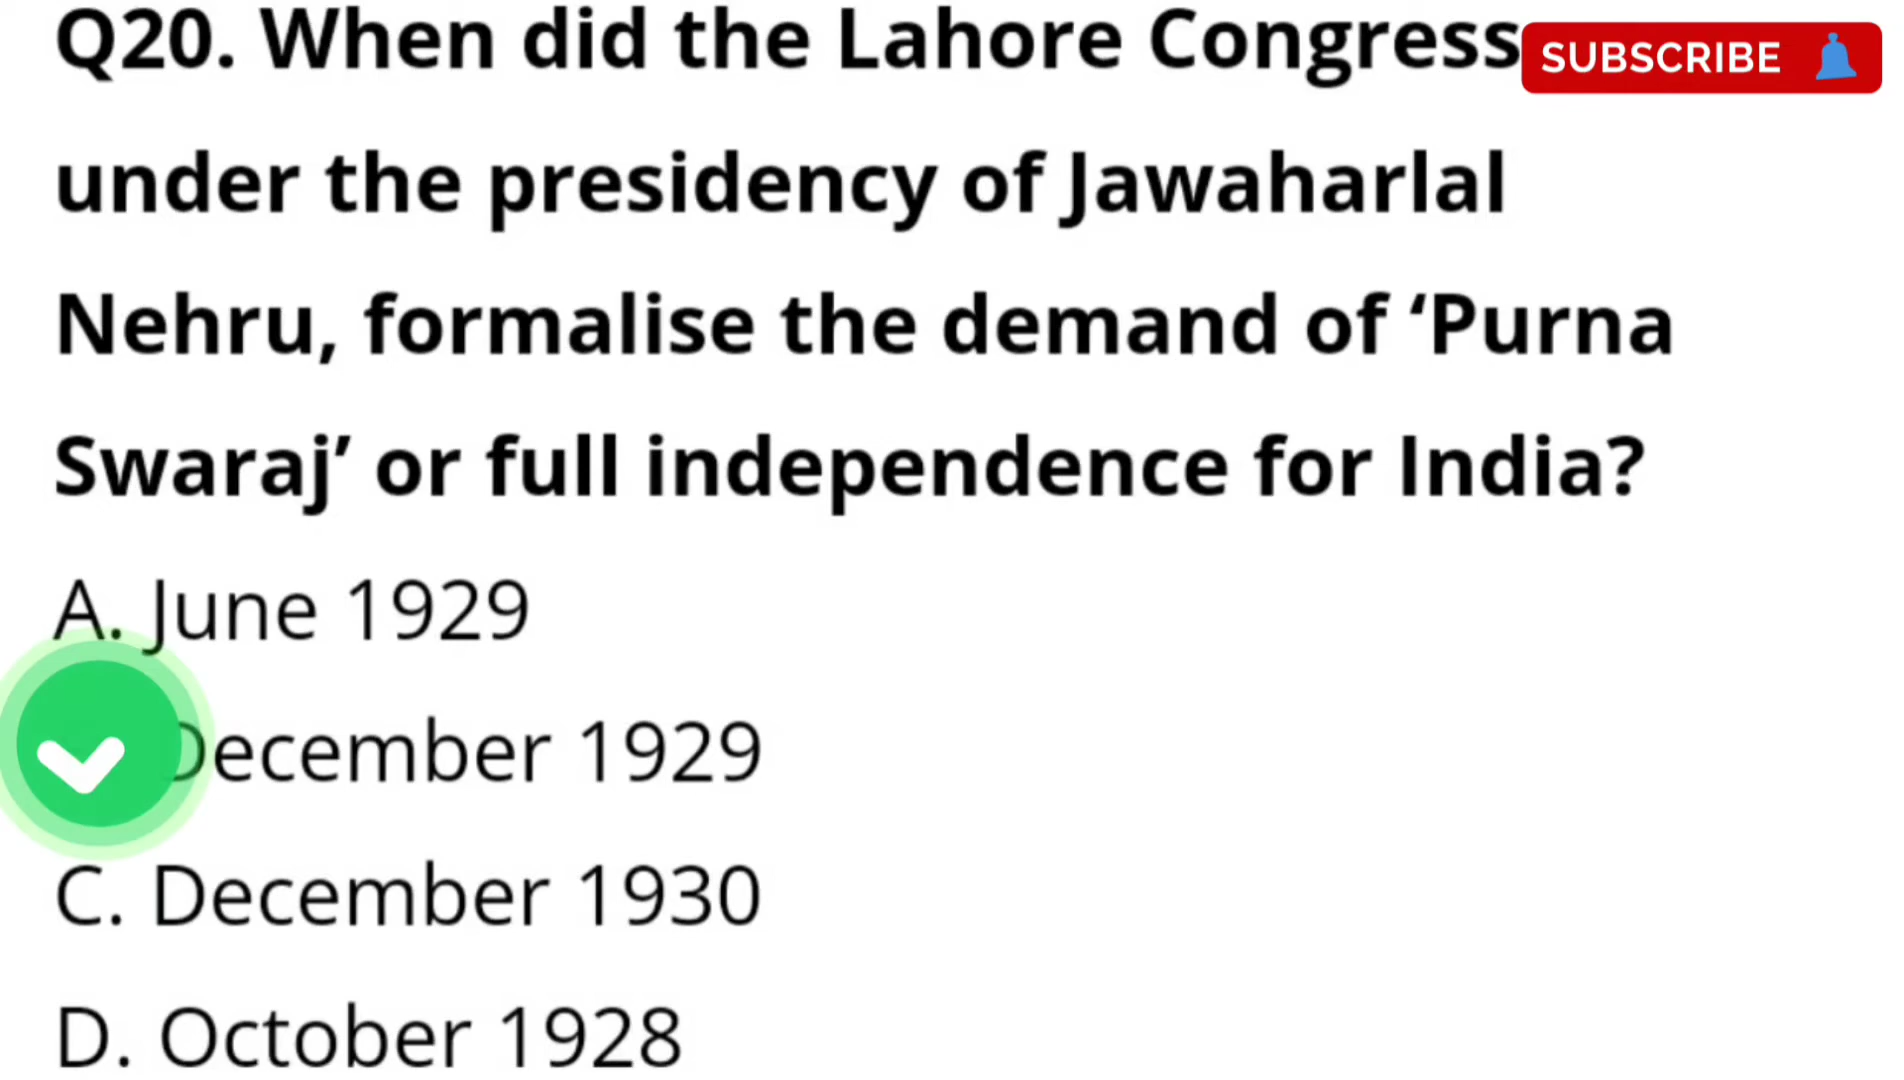 Q20. When did the Lahore Congress
SUBSCRIBE
under the presidency of Jawaharlal
Nehru, formalise the demand of ‘Purna
Swaraj’ or full independence for India?
A. June 1929
December 1929
C. December 1930
D. October 1928